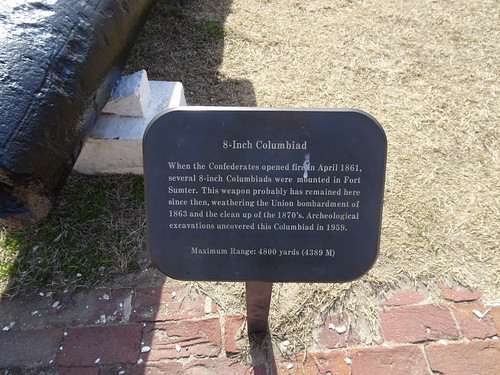 8-Inch Columbiad
When the Confederates opened fire in April 1861,
several 8-inch Columbiads were mounted in Fort
Sumter. This weapon probably has remained here
since then, weathering the Union bombardment of
1863 and the clean up of the 1870's. Archeological
excavations uncovered this Columbiad in 1959.
Maximum Range: 4800 yards (4389 M)